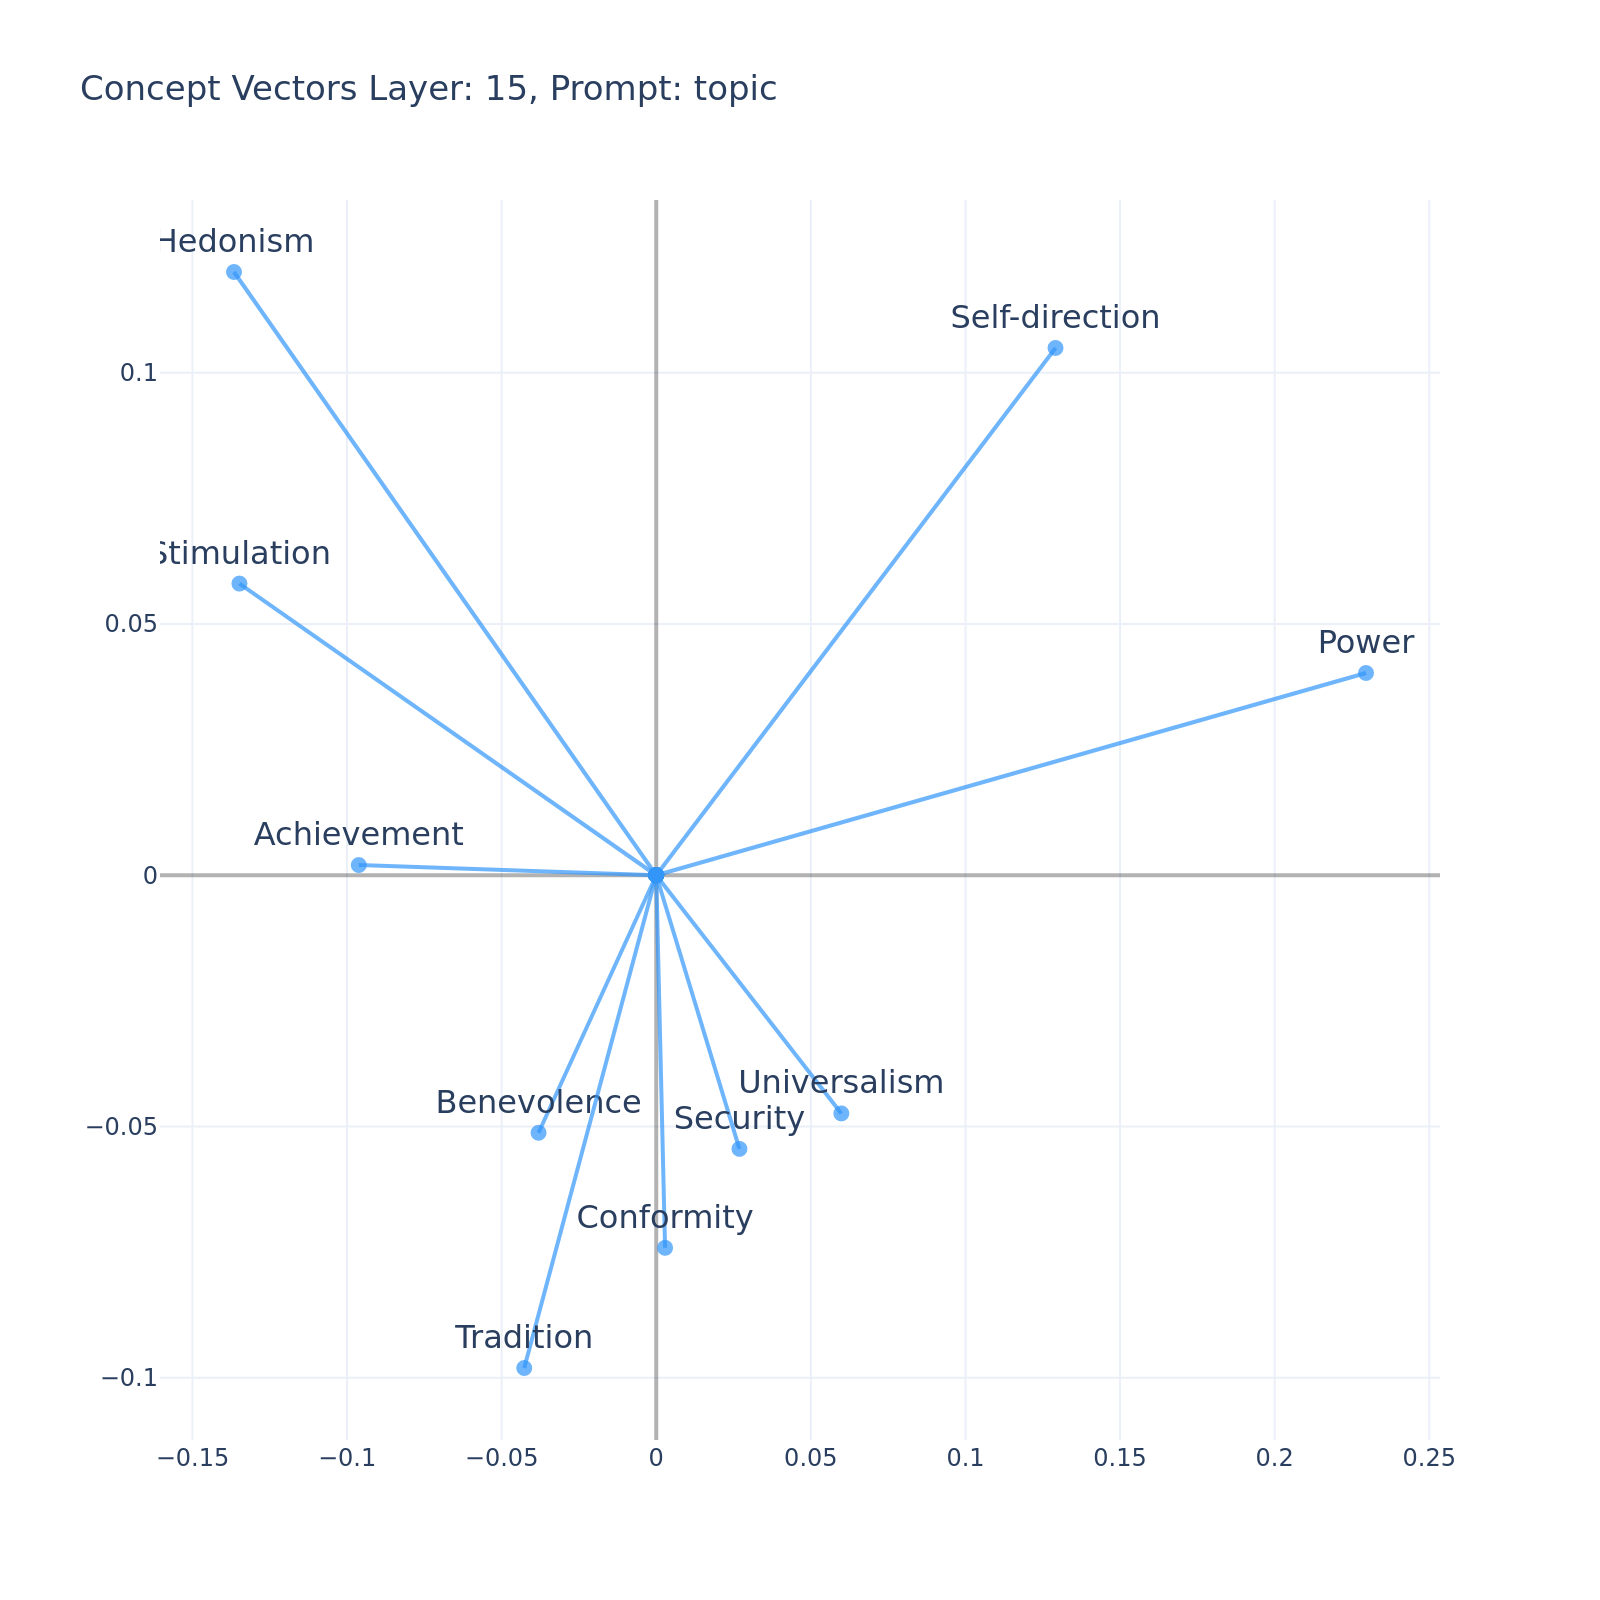 Concept Vectors Layer: 15, Prompt: topic
Hedonism
Self-direction
0.1
Stimulation
0.05
Power
Achievement
0
Universalism
Benevolence
Security
−0.05
Conformity
Tradition
−0.1
−0.15 −0.1 −0.05 0 0.05 0.1 0.15 0.2 0.25